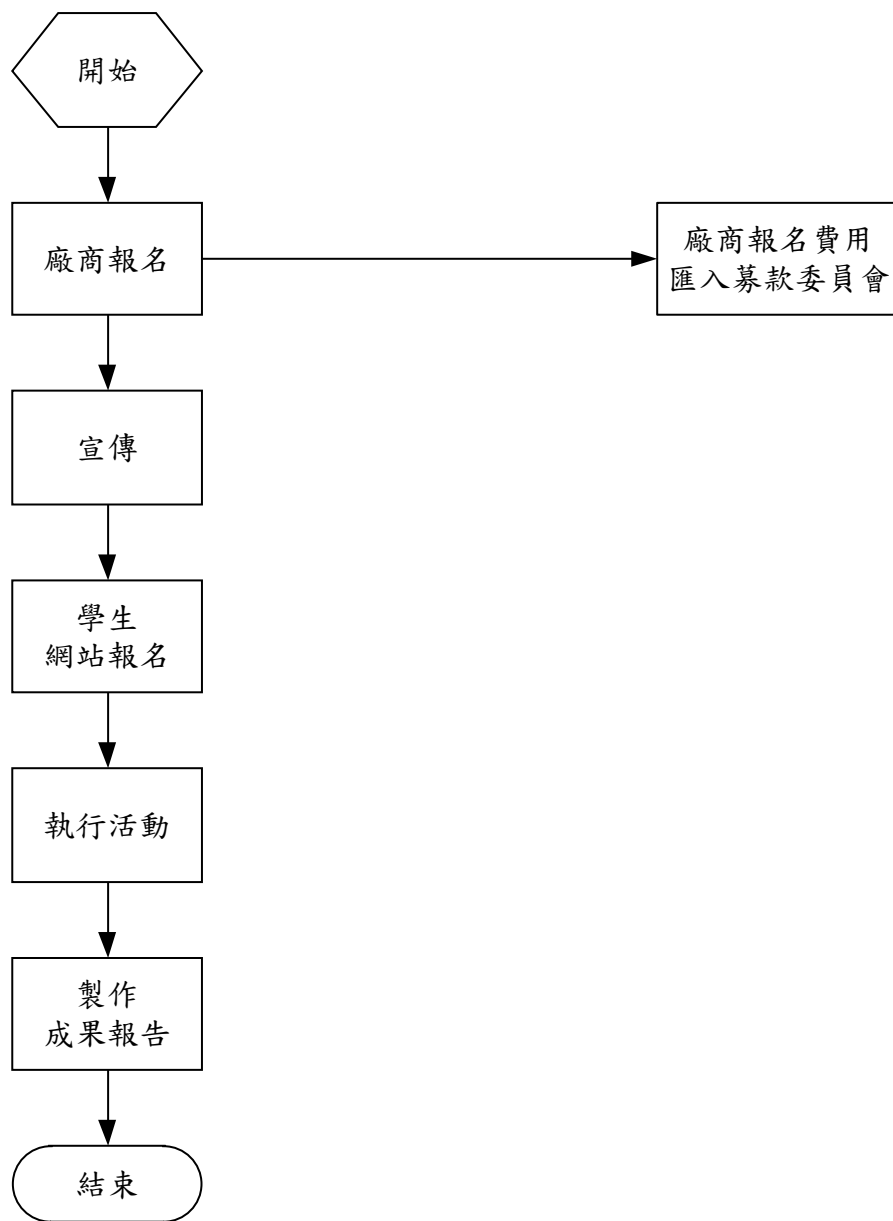 開始
廠商報名
廠商報名費用
匯入募款委員會
宣傳
學生
網站報名
執行活動
製作
成果報告
結束